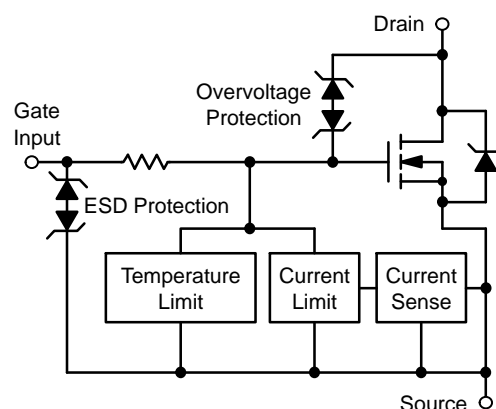 Drain
Overvoltage
Protection
Gate
Input
ESD Protection
Temperature
Limit
Current
Limit
Current
Sense
Source